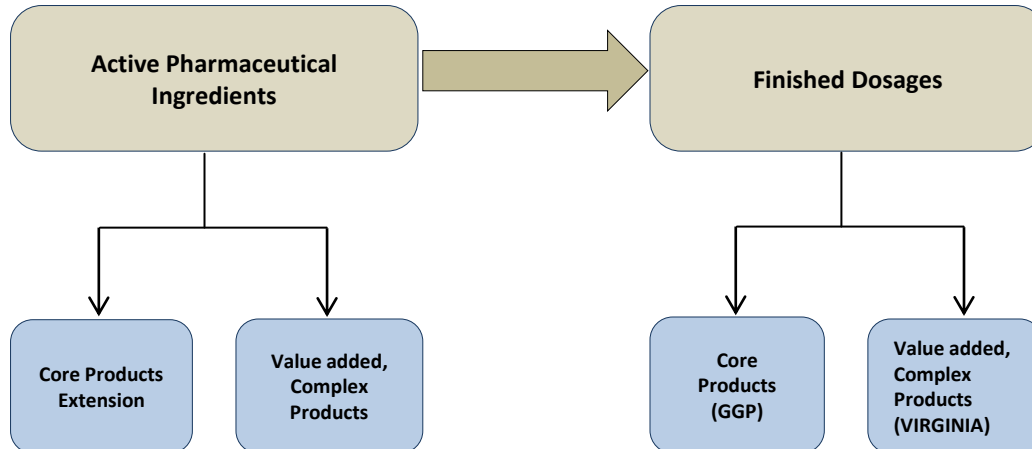 Active Pharmaceutical
Ingredients
Finished Dosages
Core Products
Extension
Value added,
Complex
Products
Core
Products
(GGP)
Value added,
Complex
Products
(VIRGINIA)